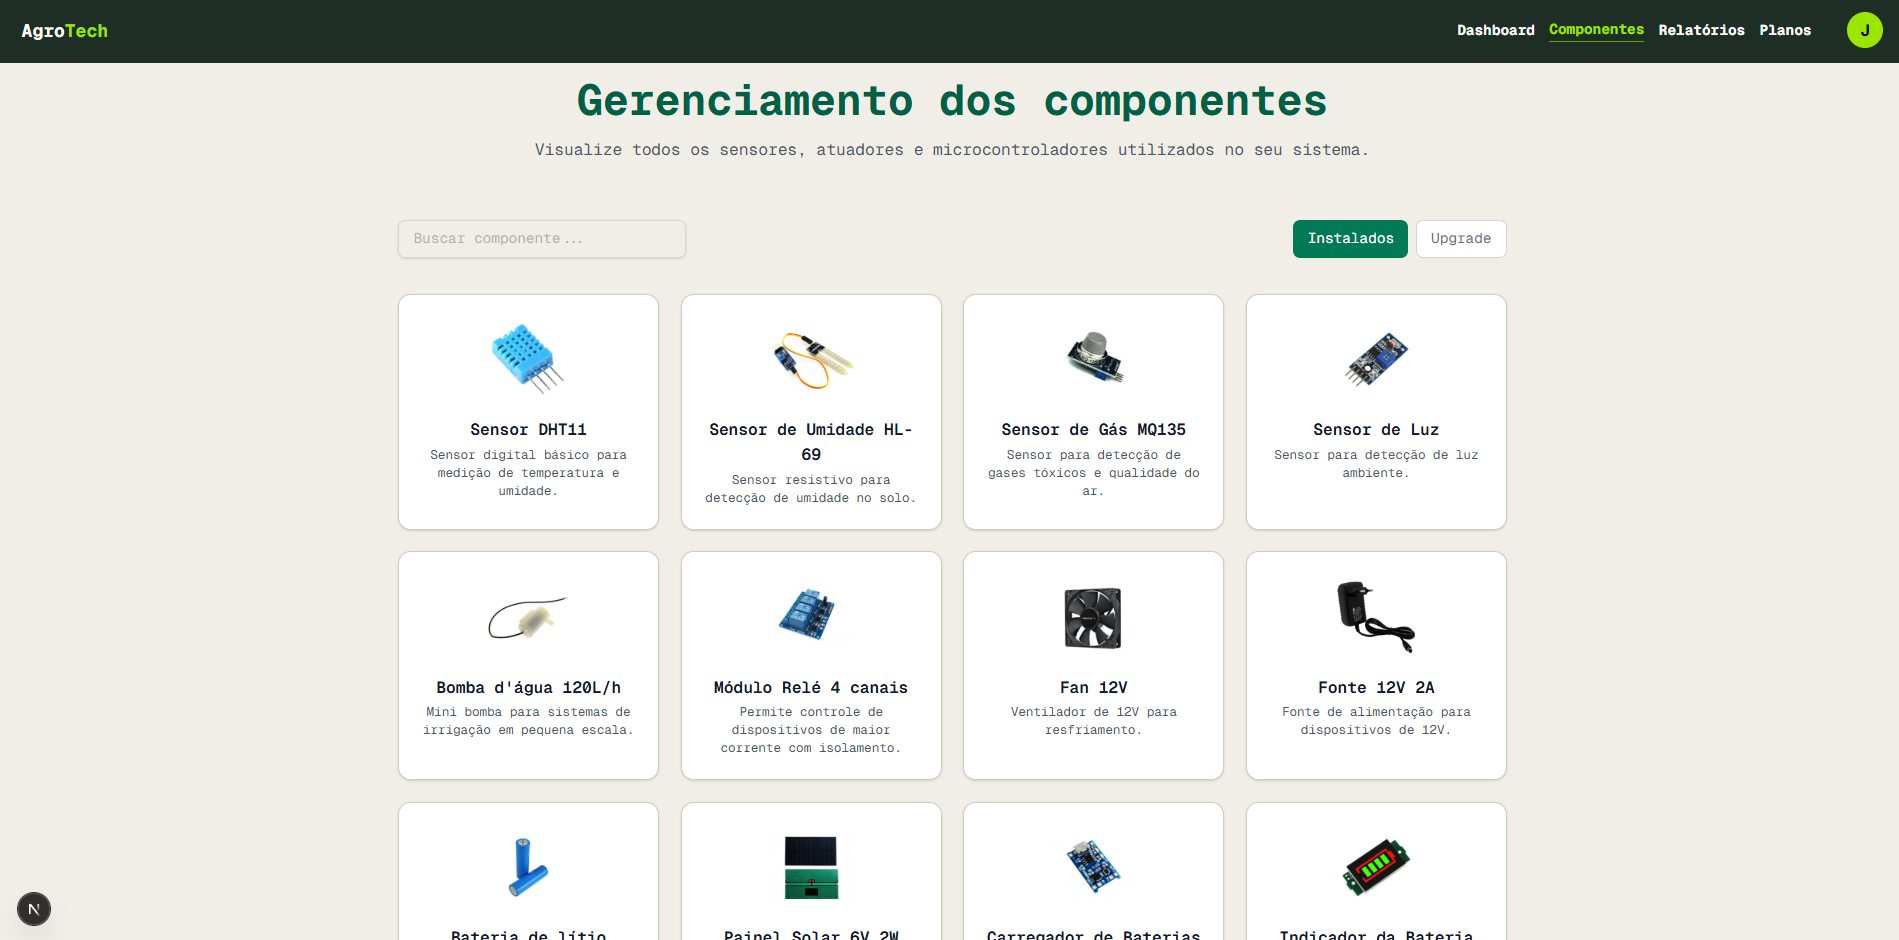 AgroTech
Dashboard Componentes Relatórios Planos J
Gerenciamento dos componentes
Visualize todos os sensores, atuadores e microcontroladores utilizados no seu sistema.
Buscar componente...
Instalados Upgrade
Sensor DHT11
Sensor digital básico para
medição de temperatura e
umidade.
Sensor de Umidade HL-
69
Sensor resistivo para
detecção de umidade no solo.
Sensor de Gás MQ135
Sensor para detecção de
gases tóxicos e qualidade do
ar.
Sensor de Luz
Sensor para detecção de luz
ambiente.
Bomba d'água 120L/h
Mini bomba para sistemas de
irrigação em pequena escala.
Módulo Relé 4 canais
Permite controle de
dispositivos de maior
corrente com isolamento.
Fan 12V
Ventilador de 12V para
resfriamento.
Fonte 12V 2A
Fonte de alimentação para
dispositivos de 12V.
Bateria de lítio
Painel Solar 6V 2W
Carregador de Baterias
Indicador da Bateria
N